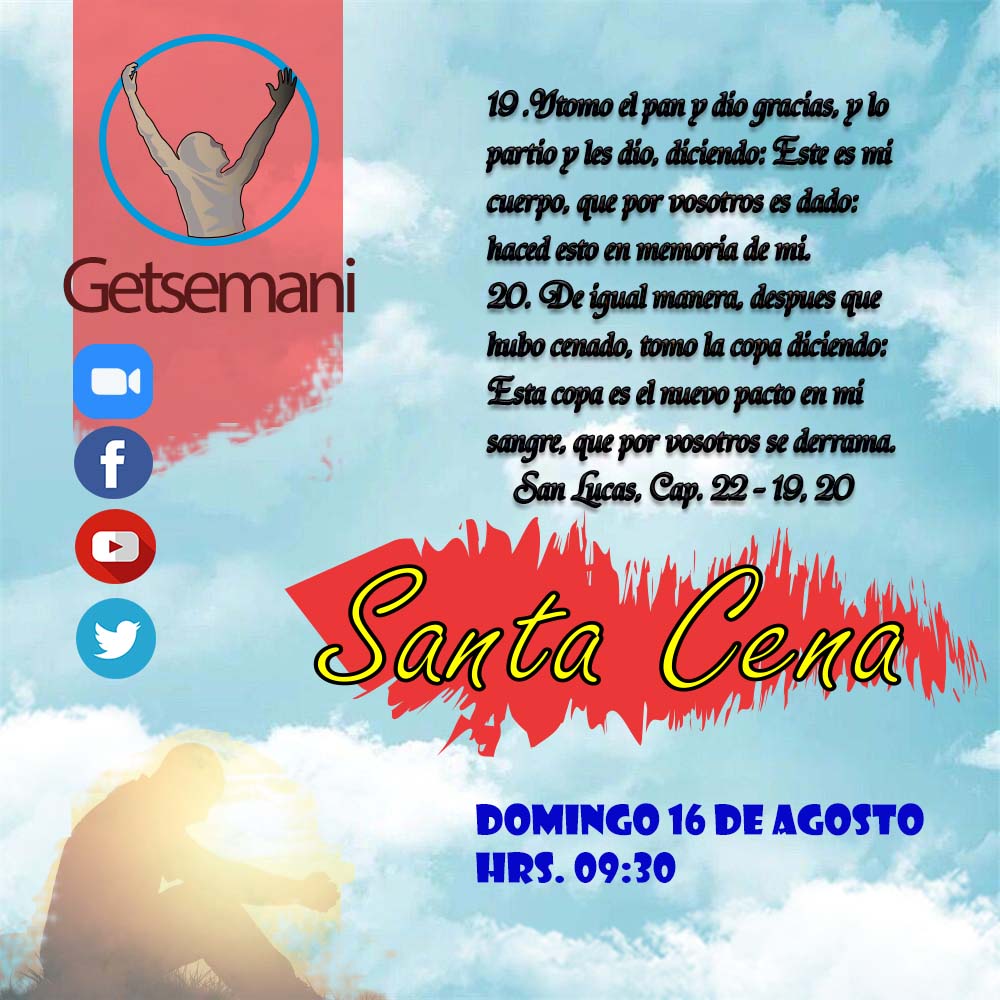 Getsemani
19 .Y tomo el pan y dio gracias, y lo
partio y les dio, diciendo: Este es mi
cuerpo, que por vosotros es dado:
haced esto en memoria de mi.
20. De igual manera, despues que
hubo cenado, tomo la copa diciendo:
Esta copa es el nuevo pacto en mi
sangre, que por vosotros se derrama.
San Lucas, Cap. 22 - 19, 20
Santa Cena
DOMINGO 16 DE AGOSTO
HRS. 09:30